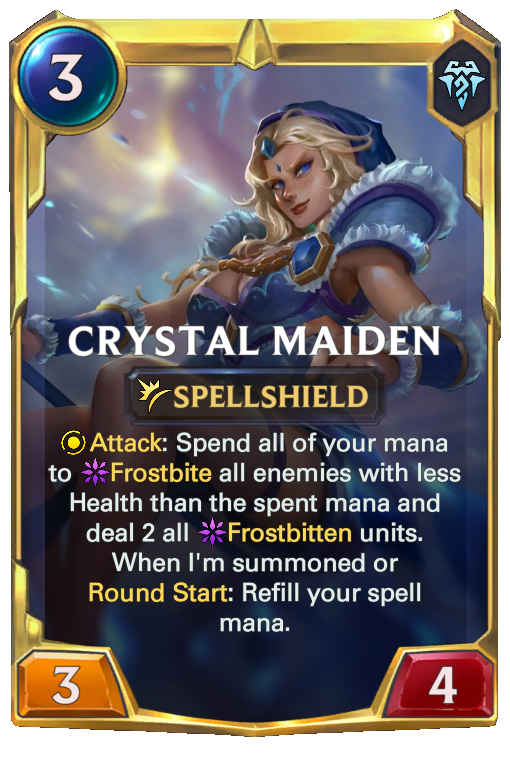 3
CRYSTAL MAIDEN
SPELLSHIELD
Attack: Spend all of your mana
to Frostbite all enemies with less
Health than the spent mana and
deal 2 all Frostbitten units.
When I'm summoned or
Round Start: Refill your spell
mana.
3
4